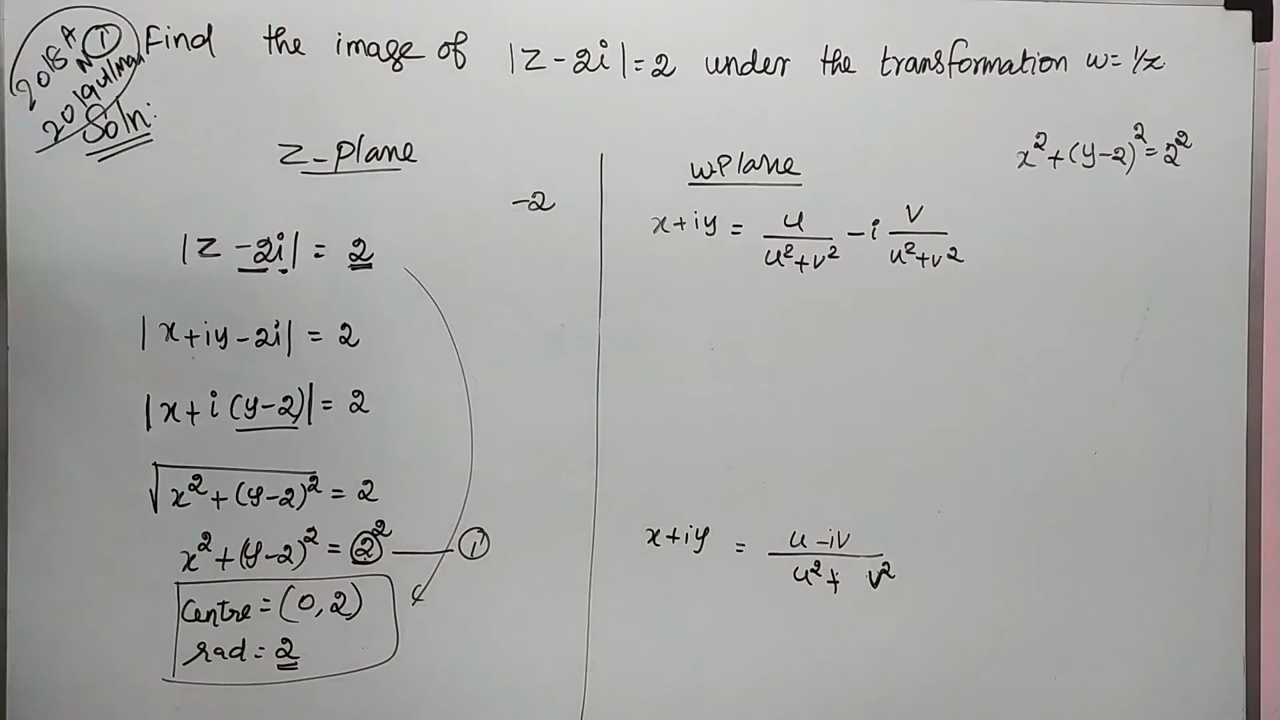 ① Find the image of |z-2i|=2 under the transformation w=1/z
2018 A
N
2019 U/Man
Soln:
z-plane
-2
|z-2i| = 2
|x+iy-2i| = 2
|x+i(y-2)| = 2
√x²+(y-2)² = 2
x²+(y-2)² = 2² — ①
Centre = (0,2)
rad = 2
w-plane
x²+(y-2)² = 2²
x+iy = u/u²+v² - i v/u²+v²
x+iy = u-iv/u²+v²